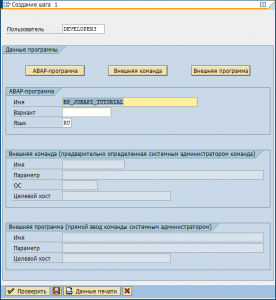 Создание шага 1
Пользователь DEVELOPER3
Данные программы
ABAP-программа Внешняя команда Внешняя программа
ABAP-программа
Имя BP_JOBAPI_TUTORIAL
Вариант
Язык RU
Внешняя команда (предварительно определенная системным администратором команда)
Имя
Параметр
ОС
Целевой хост
Внешняя программа (прямой ввод команды системным администратором)
Имя
Параметр
Целевой хост
Проверить Данные печати